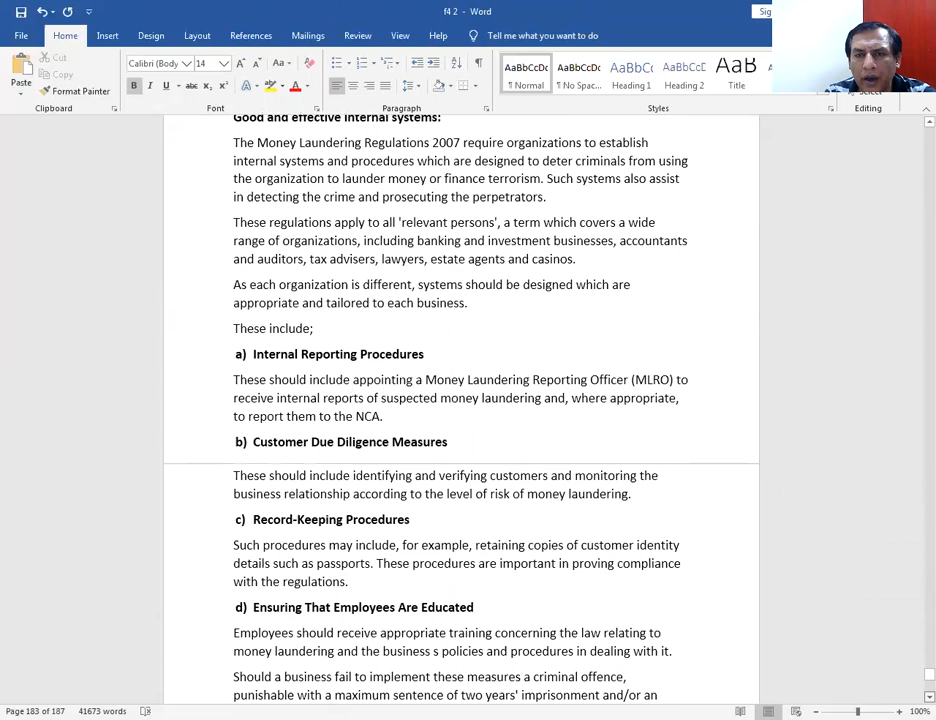 f4 2 - Word
Sig
File Home Insert Design Layout References Mailings Review View Help Tell me what you want to do
Paste
Cut
Copy
Format Painter
Calibri (Body 14
AaBbCcDc AaBbCcDc AaBbC( AaBbCcD AaB
¶ Normal ¶ No Spac... Heading 1 Heading 2 Title
Clipboard Font Paragraph Styles Editing
Good and effective internal systems:
The Money Laundering Regulations 2007 require organizations to establish
internal systems and procedures which are designed to deter criminals from using
the organization to launder money or finance terrorism. Such systems also assist
in detecting the crime and prosecuting the perpetrators.
These regulations apply to all 'relevant persons', a term which covers a wide
range of organizations, including banking and investment businesses, accountants
and auditors, tax advisers, lawyers, estate agents and casinos.
As each organization is different, systems should be designed which are
appropriate and tailored to each business.
These include;
a) Internal Reporting Procedures
These should include appointing a Money Laundering Reporting Officer (MLRO) to
receive internal reports of suspected money laundering and, where appropriate,
to report them to the NCA.
b) Customer Due Diligence Measures
These should include identifying and verifying customers and monitoring the
business relationship according to the level of risk of money laundering.
c) Record-Keeping Procedures
Such procedures may include, for example, retaining copies of customer identity
details such as passports. These procedures are important in proving compliance
with the regulations.
d) Ensuring That Employees Are Educated
Employees should receive appropriate training concerning the law relating to
money laundering and the business s policies and procedures in dealing with it.
Should a business fail to implement these measures a criminal offence,
punishable with a maximum sentence of two years' imprisonment and/or an
Page 183 of 187 41673 words 100%